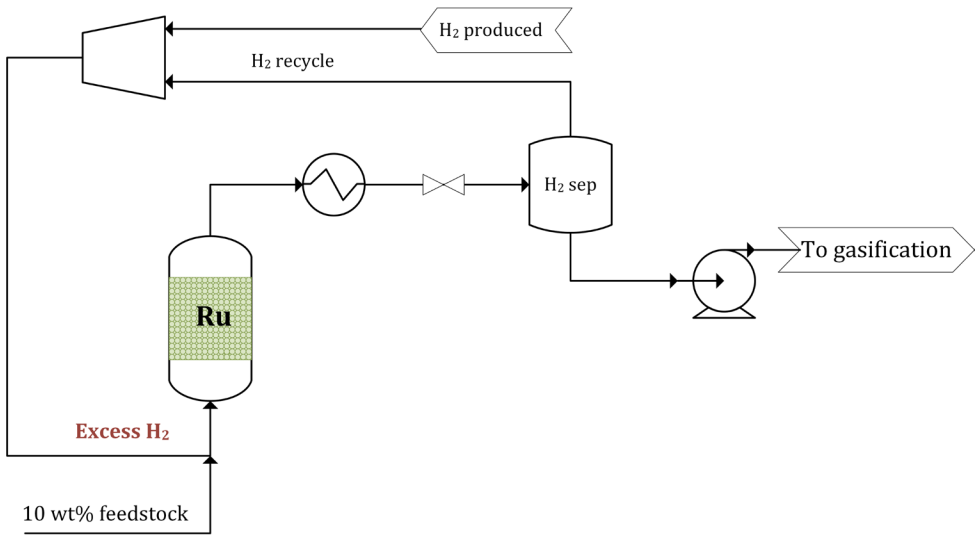 H₂ produced
H₂ recycle
H₂ sep
To gasification
Ru
Excess H₂
10 wt% feedstock